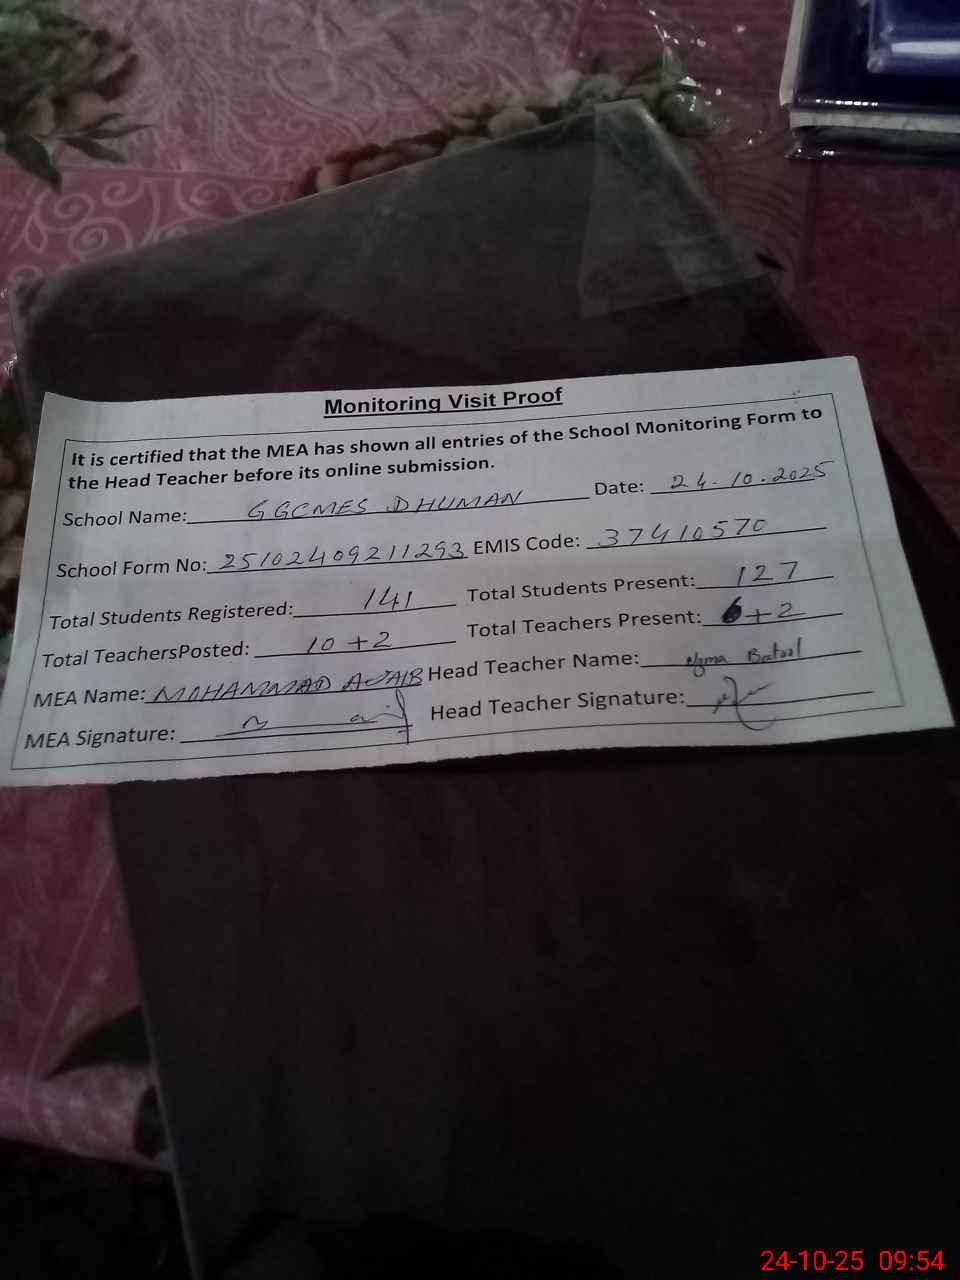 Monitoring Visit Proof
It is certified that the MEA has shown all entries of the School Monitoring Form to
the Head Teacher before its online submission.
School Name: GGCMES DHUMAN Date: 24.10.2025
School Form No: 25102409211293 EMIS Code: 37410570
Total Students Registered: 141 Total Students Present: 127
Total TeachersPosted: 10+2 Total Teachers Present: 6+2
MEA Name: MOHAMMAD AJAIB Head Teacher Name: Batool
MEA Signature: Head Teacher Signature:
24-10-25 09:54